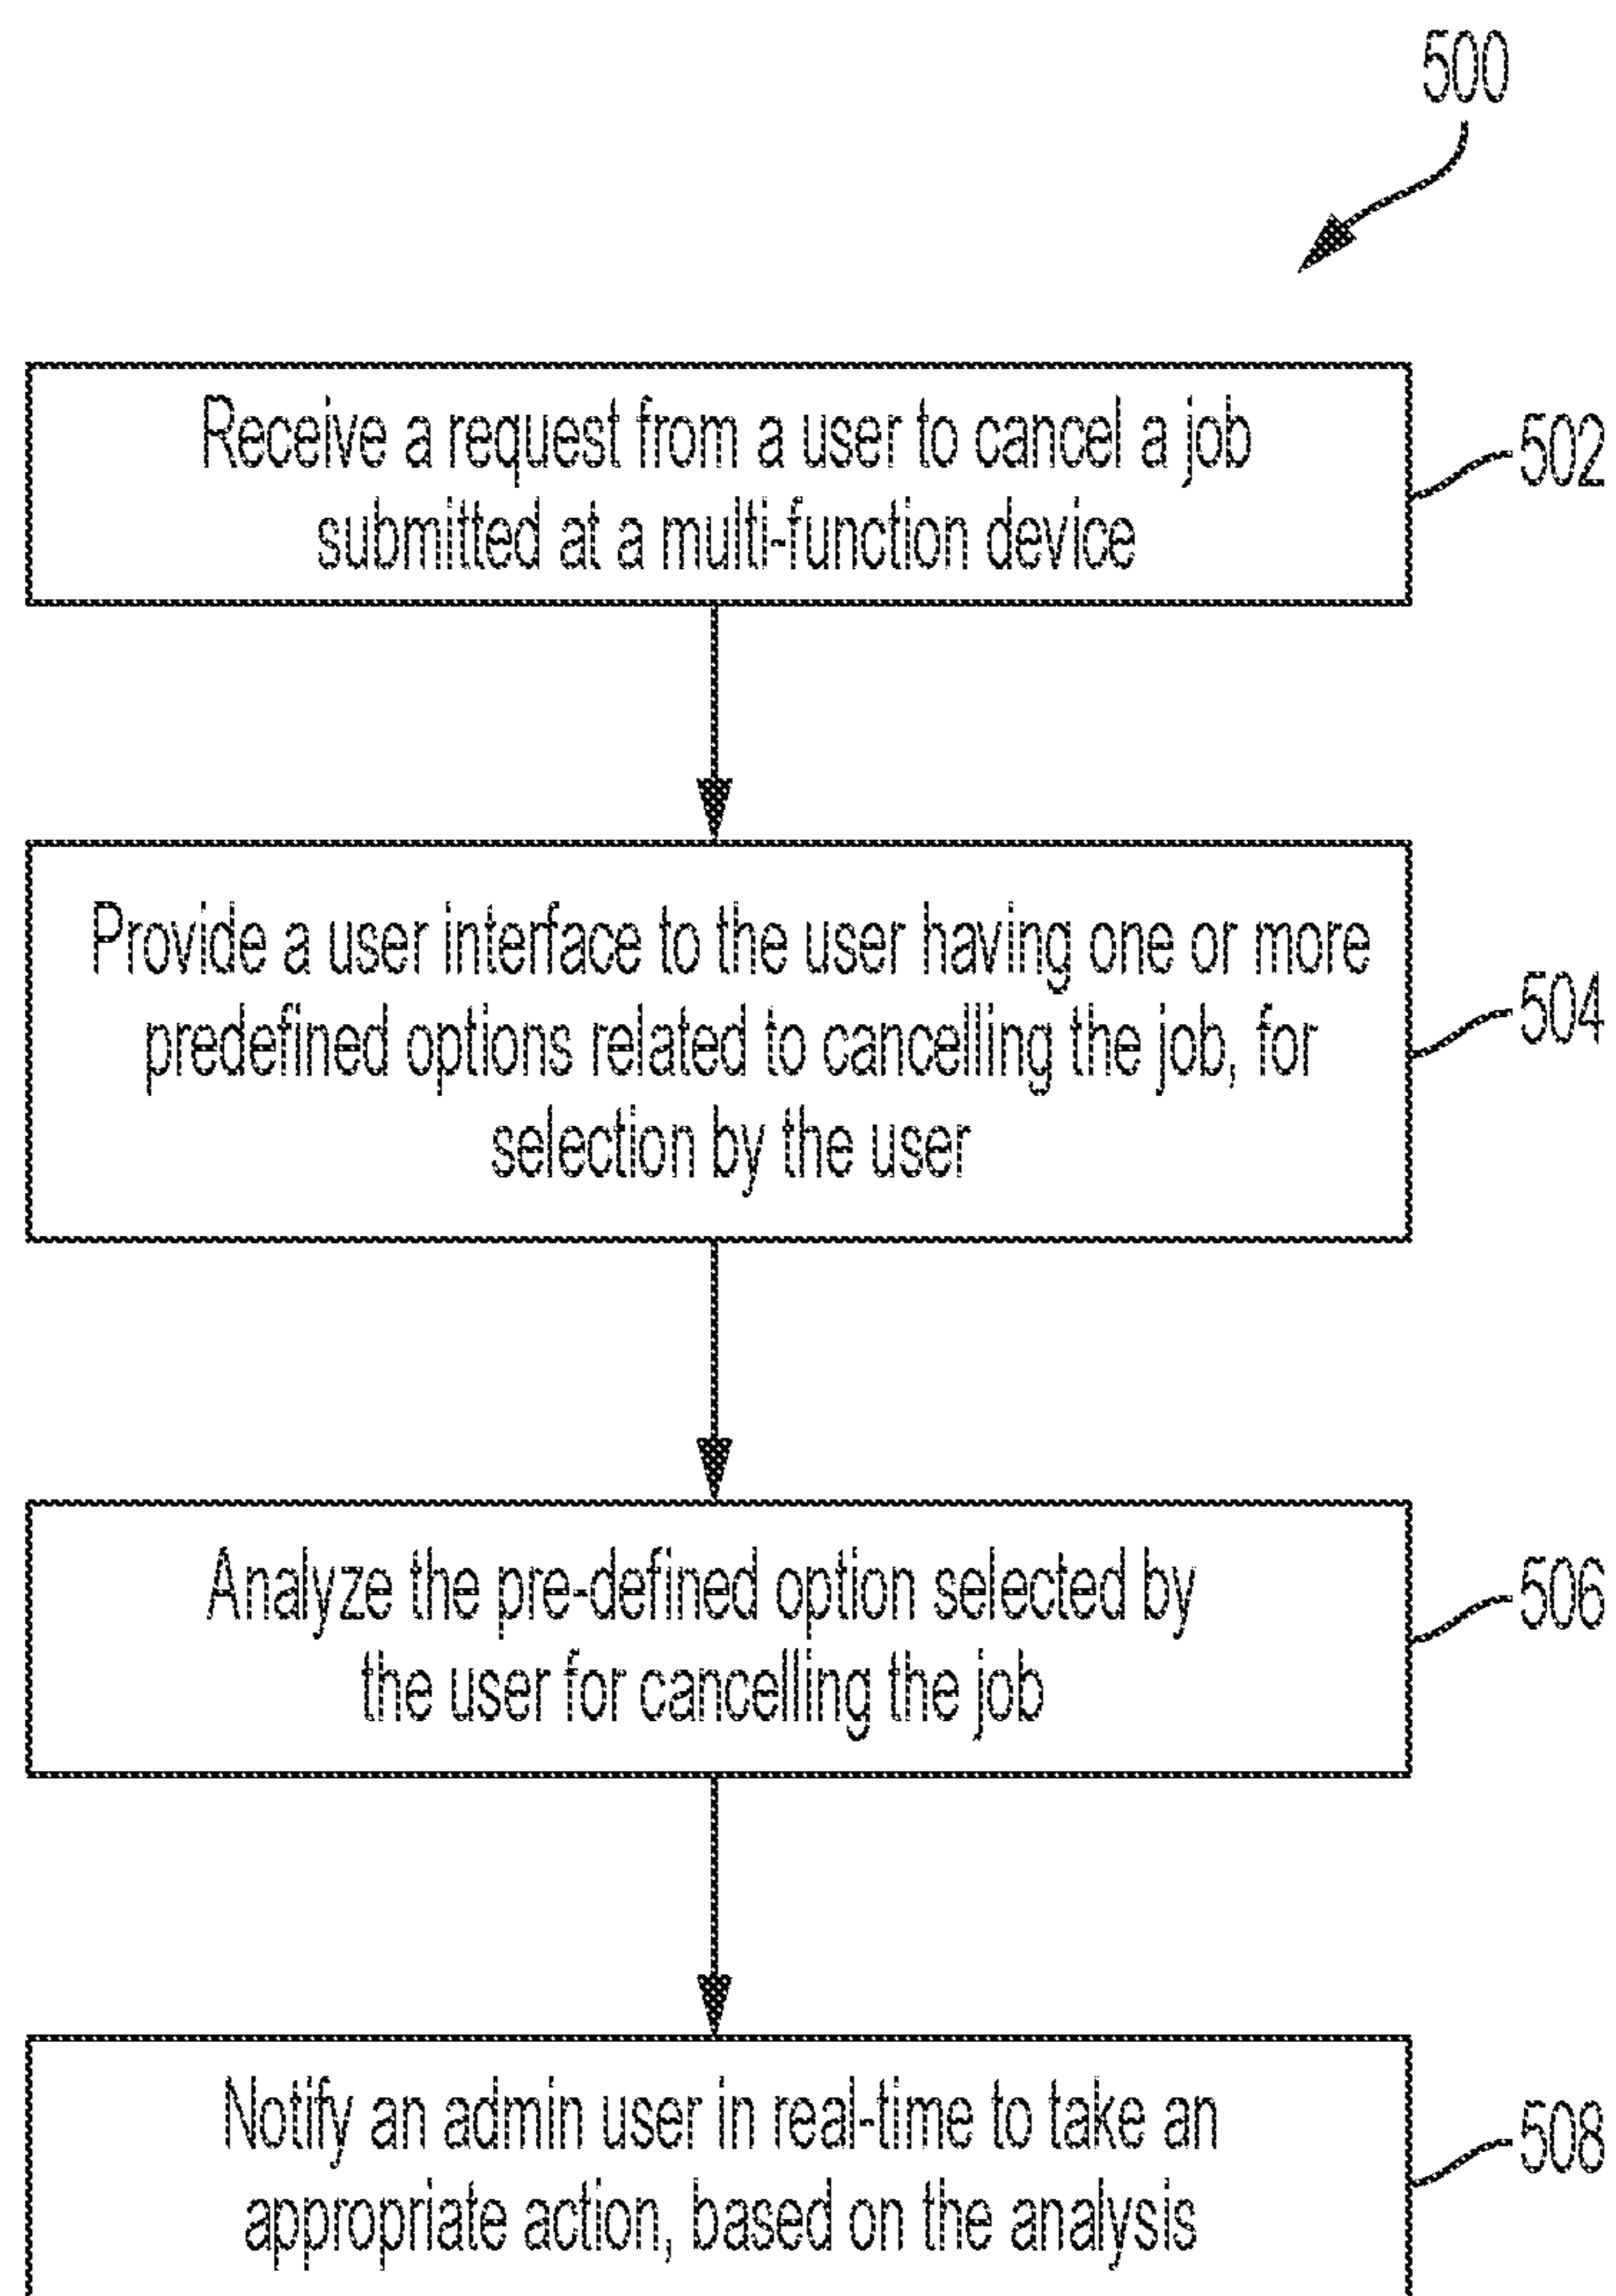 500
Receive a request from a user to cancel a job
submitted at a multi-function device
502
Provide a user interface to the user having one or more
predefined options related to cancelling the job, for
selection by the user
504
Analyze the pre-defined option selected by
the user for cancelling the job
506
Notify an admin user in real-time to take an
appropriate action, based on the analysis
508